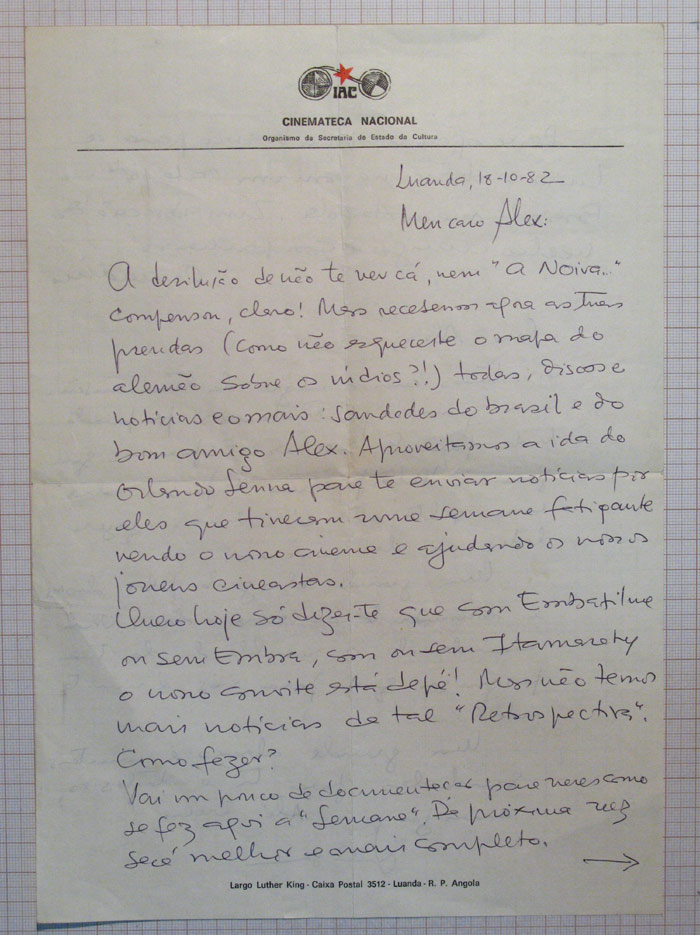 IAC
CINEMATECA NACIONAL
Organismo da Secretaria de Estado da Cultura
Luanda, 18-10-82
Meu caro Alex:
A desilusão de não te ver cá, nem "A Noiva..."
compensou, claro! Mas recebemos agora as tuas
prendas (como não esqueceste o mapa do
alemão sobre os índios?!) todas, discos e
notícias e o mais: saudades do brasil e do
bom amigo Alex. Aproveitamos a ida do
Orlando Senna para te enviar notícias por
eles que tiveram uma semana fatigante
vendo o nosso cinema e ajudando os nossos
jovens cineastas.
Quero hoje só dizer-te que com Embrafilme
ou sem Embra, com ou sem Itamaraty
o nosso convite está de pé! Mas não temos
mais notícias da tal "Retrospectiva".
Como fazer?
Vai um pouco de documentação para veres como
se fez aqui a "Semana". Da próxima vez
será melhor e mais completo.
→
Largo Luther King - Caixa Postal 3512 - Luanda - R. P. Angola